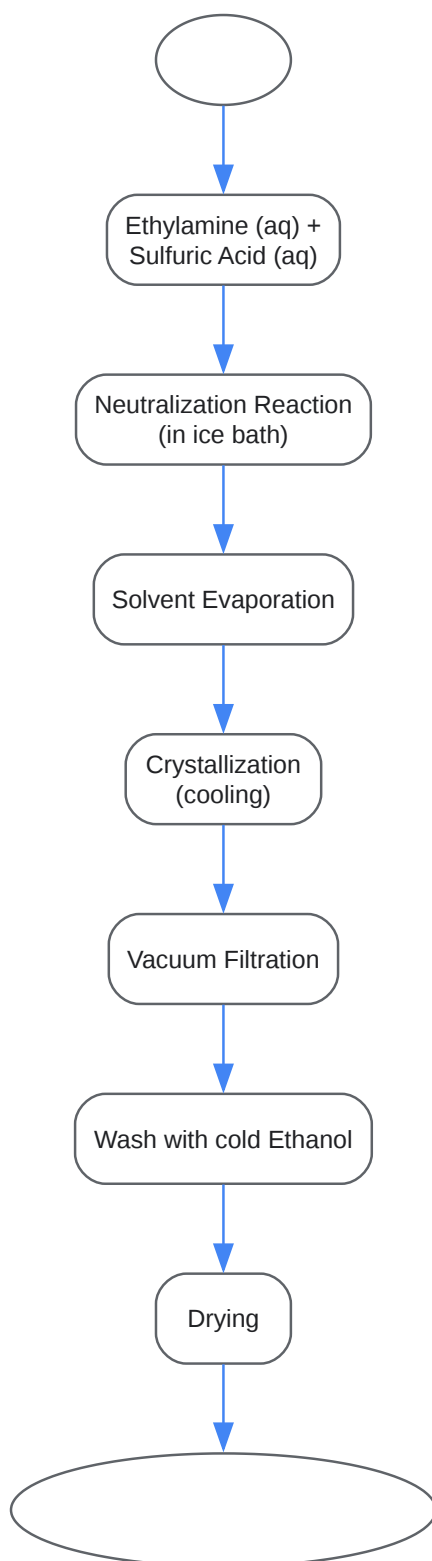 Ethylamine (aq) +
Sulfuric Acid (aq)
Neutralization Reaction
(in ice bath)
Solvent Evaporation
Crystallization
(cooling)
Vacuum Filtration
Wash with cold Ethanol
Drying